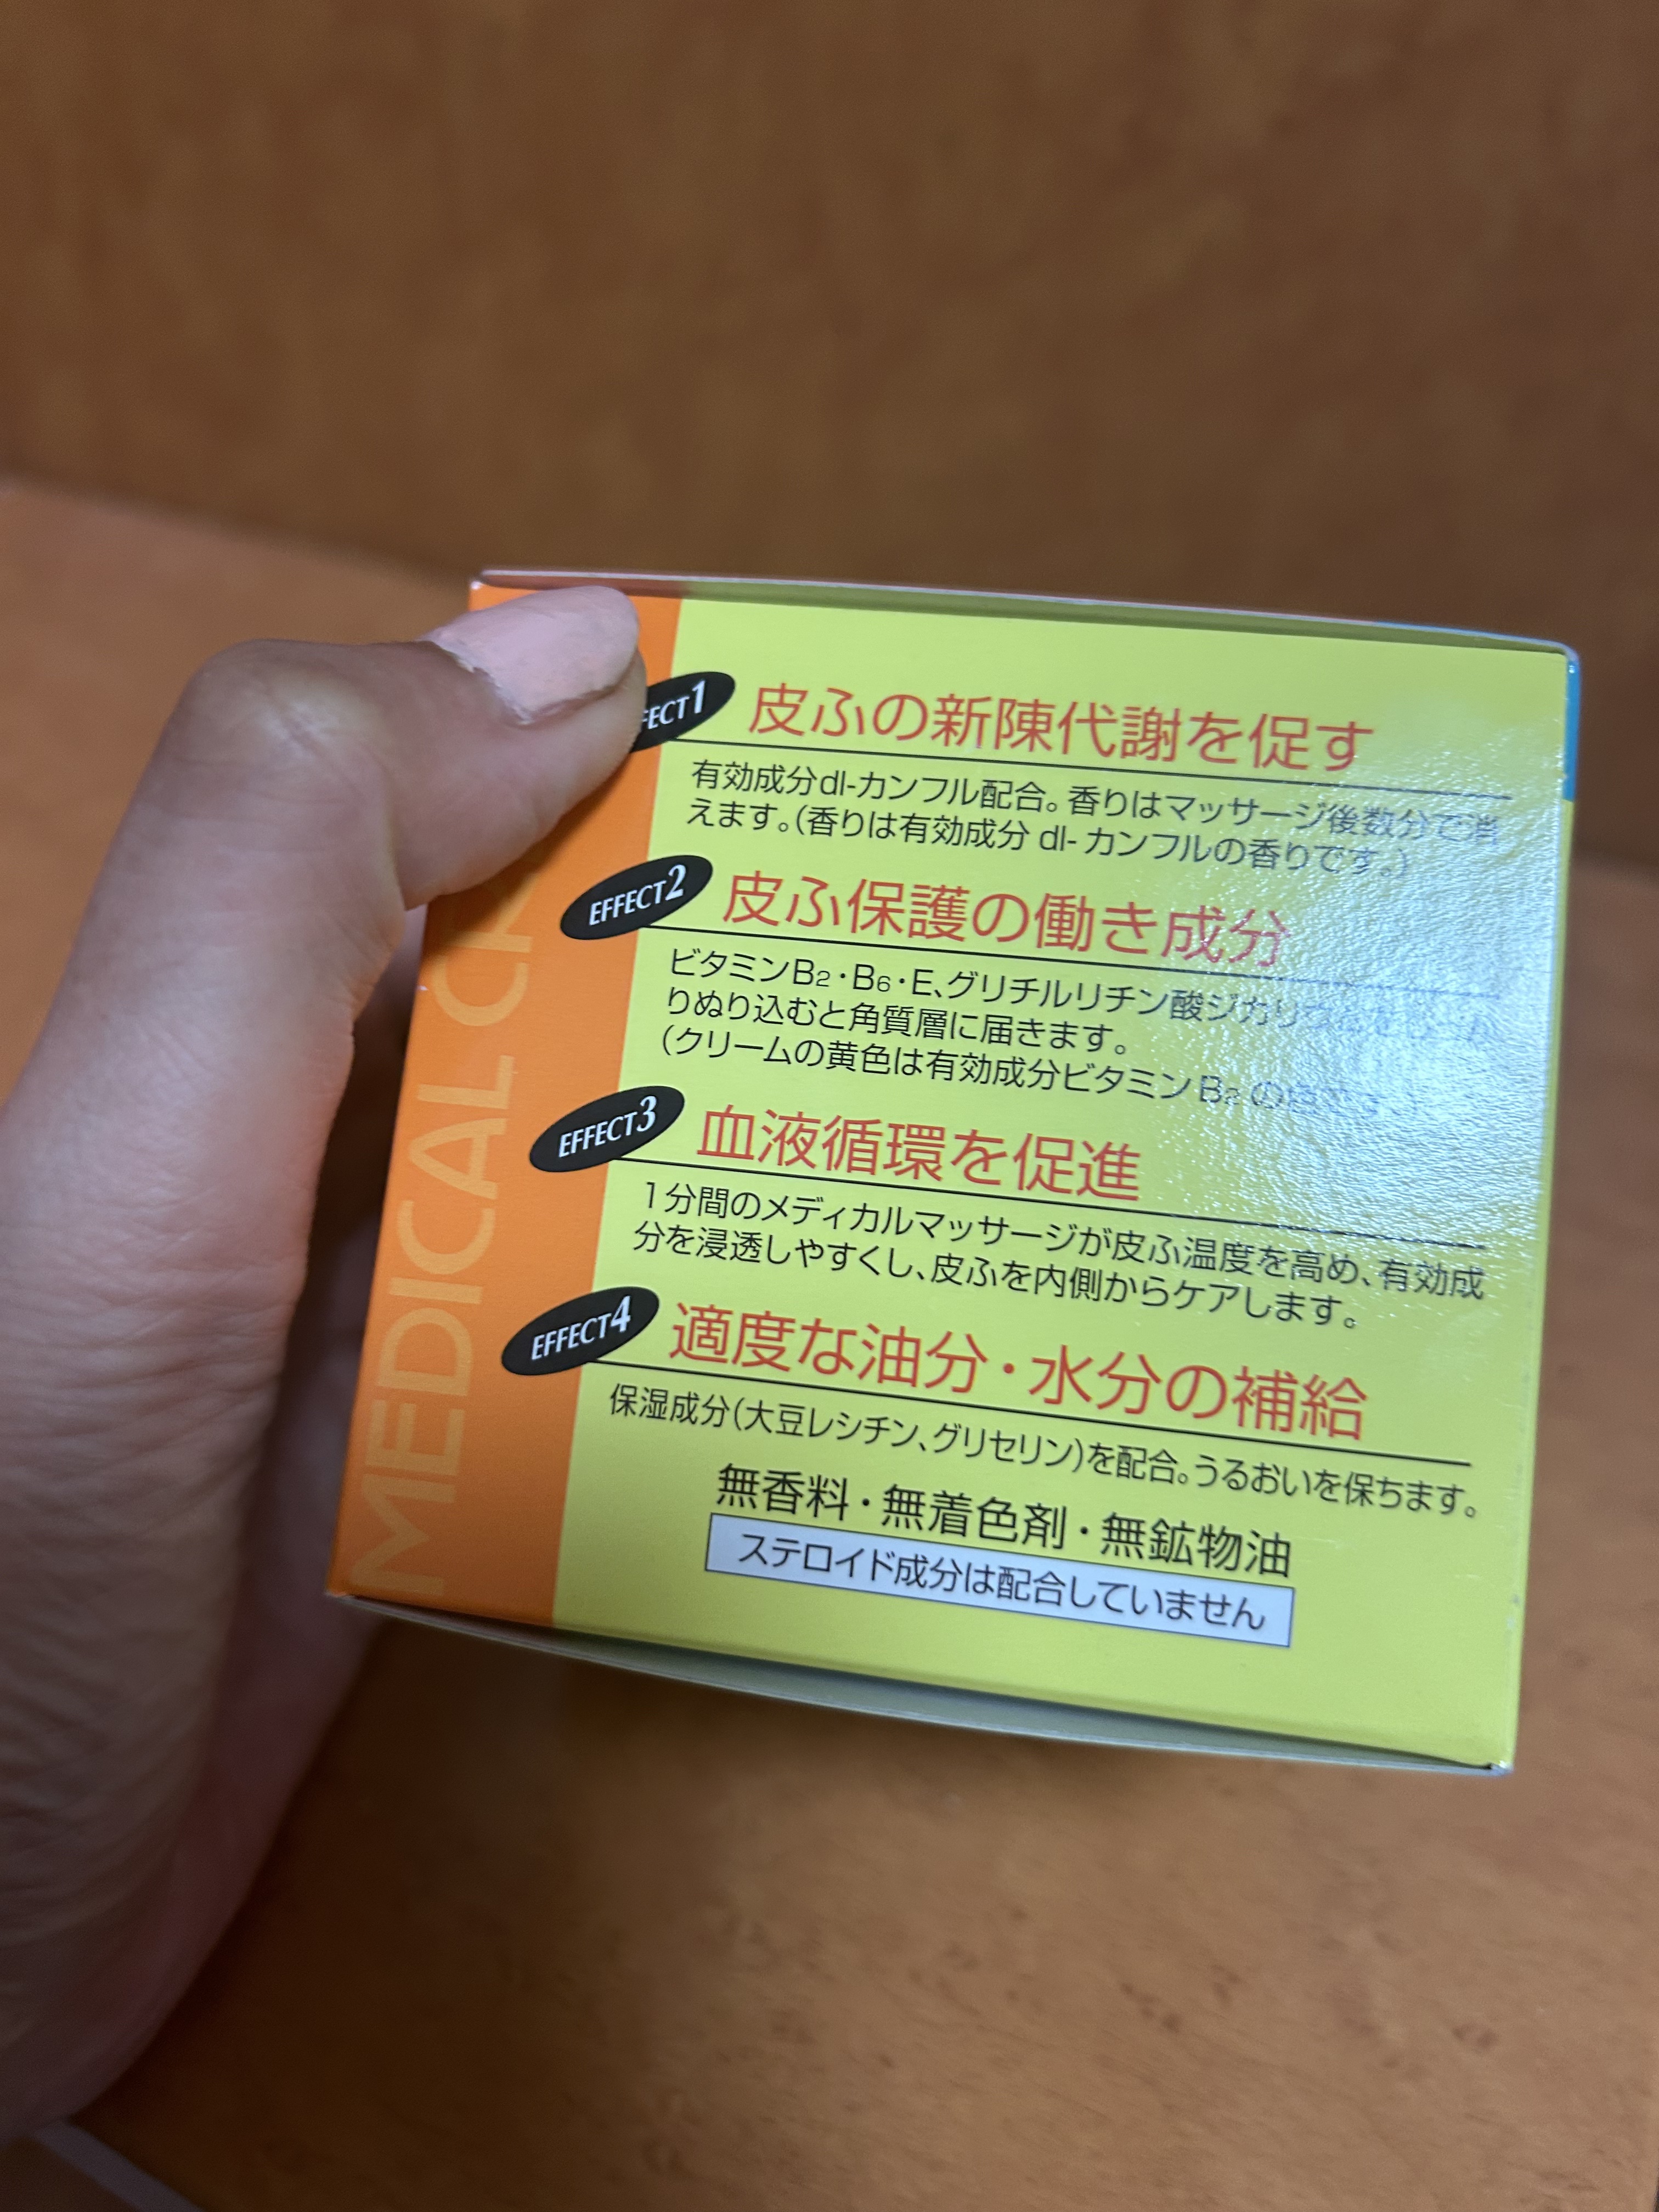 EFFECT1 皮ふの新陳代謝を促す
有効成分dl-カンフル配合。香りはマッサージ後数分で消
えます。(香りは有効成分 dl- カンフルの香りです。)
EFFECT2 皮ふ保護の働き成分
ビタミンB2・B6・E、グリチルリチン酸ジカリ
りぬり込むと角質層に届きます。
(クリームの黄色は有効成分ビタミン B2 の色です。)
EFFECT3 血液循環を促進
1分間のメディカルマッサージが皮ふ温度を高め、有効成
分を浸透しやすくし、皮ふを内側からケアします。
EFFECT4 適度な油分・水分の補給
保湿成分(大豆レシチン、グリセリン)を配合。うるおいを保ちます。
無香料・無着色剤・無鉱物油
ステロイド成分は配合していません
MEDICAL